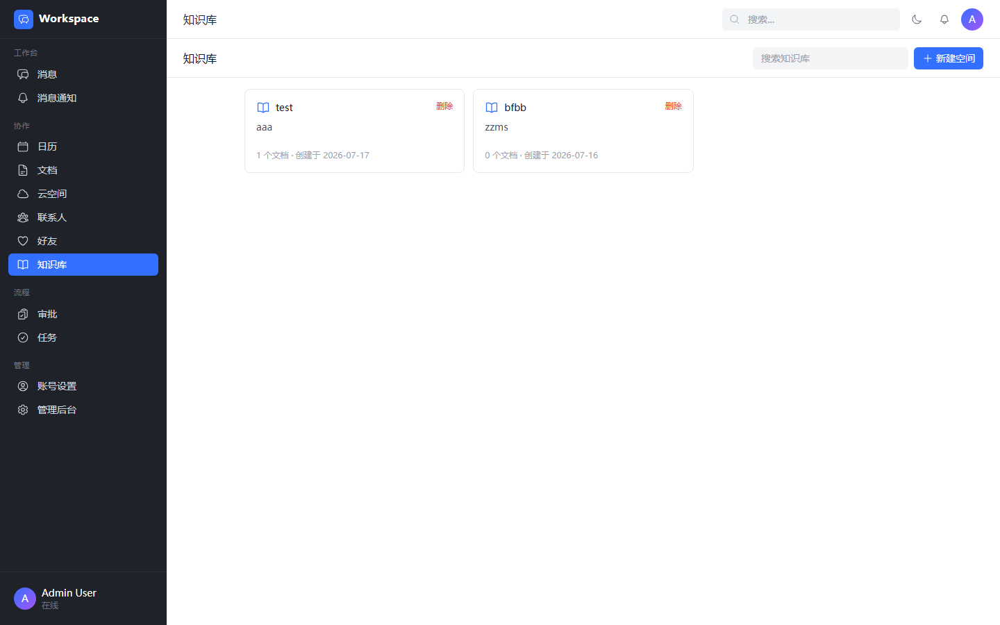 Workspace
工作台
消息
消息通知
协作
日历
文档
云空间
联系人
好友
知识库
流程
审批
任务
管理
账号设置
管理后台
A
Admin User
在线
知识库
搜索...
A
知识库
搜索知识库
新建空间
test
删除
aaa
1 个文档 · 创建于 2026-07-17
bfbb
删除
zzms
0 个文档 · 创建于 2026-07-16